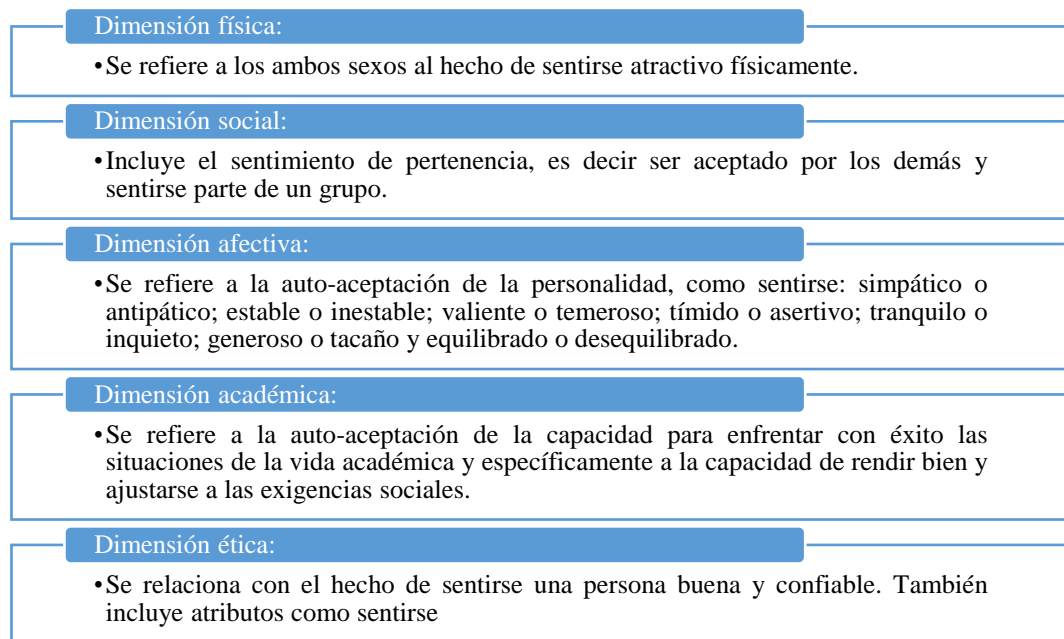 Dimensión física:
•Se refiere a los ambos sexos al hecho de sentirse atractivo físicamente.
Dimensión social:
•Incluye el sentimiento de pertenencia, es decir ser aceptado por los demás y
sentirse parte de un grupo.
Dimensión afectiva:
•Se refiere a la auto-aceptación de la personalidad, como sentirse: simpático o
antipático; estable o inestable; valiente o temeroso; tímido o asertivo; tranquilo o
inquieto; generoso o tacaño y equilibrado o desequilibrado.
Dimensión académica:
•Se refiere a la auto-aceptación de la capacidad para enfrentar con éxito las
situaciones de la vida académica y específicamente a la capacidad de rendir bien y
ajustarse a las exigencias sociales.
Dimensión ética:
•Se relaciona con el hecho de sentirse una persona buena y confiable. También
incluye atributos como sentirse